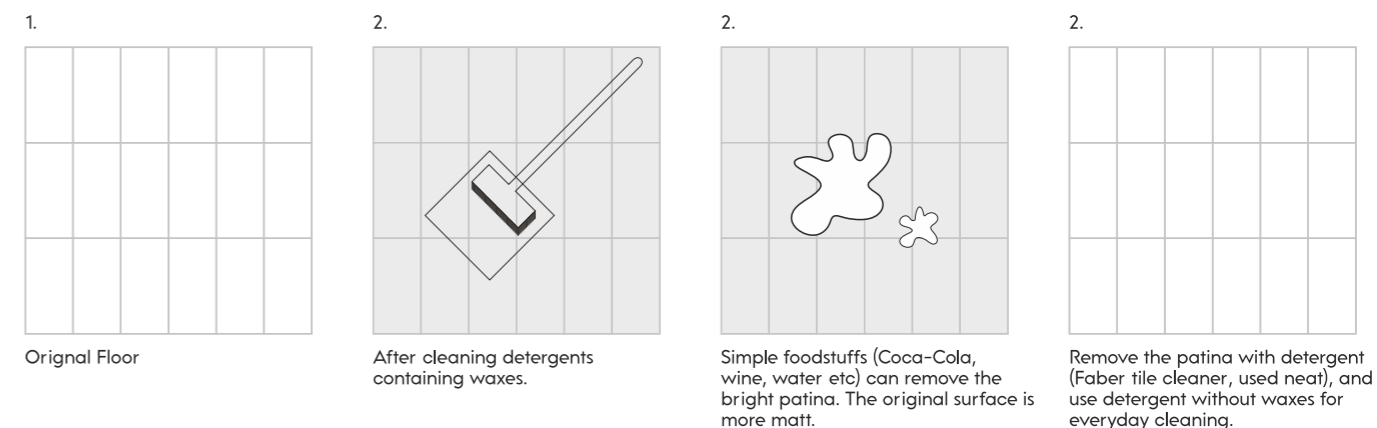 1.
Orignal Floor
2.
After cleaning detergents
containing waxes.
2.
Simple foodstuffs (Coca-Cola,
wine, water etc) can remove the
bright patina. The original surface is
more matt.
2.
Remove the patina with detergent
(Faber tile cleaner, used neat), and
use detergent without waxes for
everyday cleaning.